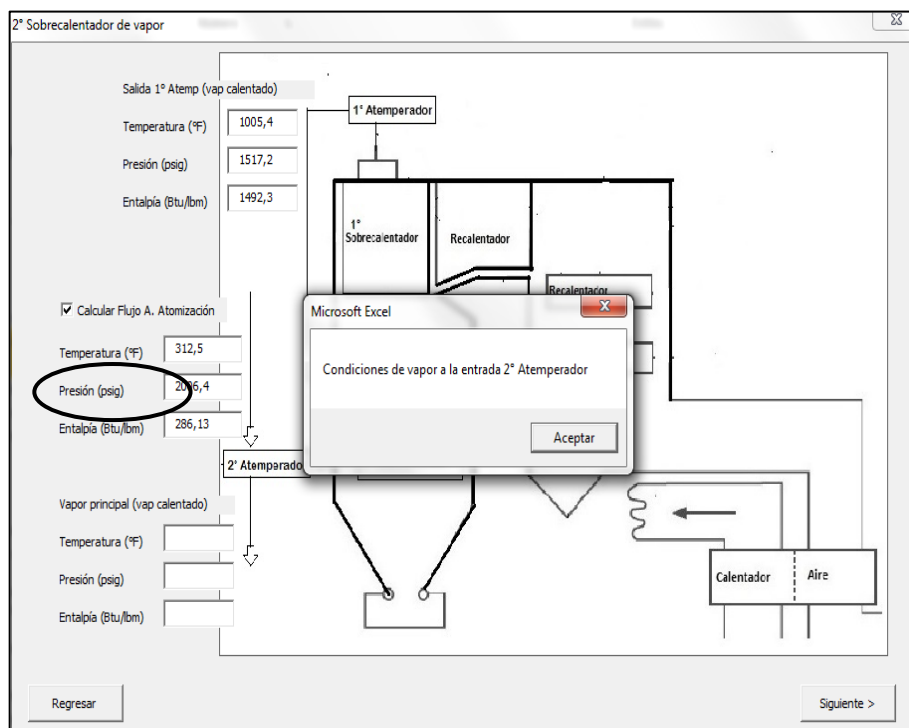 2° Sobrecalentador de vapor
Salida 1° Atemp (vap calentado)
Temperatura (°F) 1005,4
Presión (psig) 1517,2
Entalpía (Btu/lbm) 1492,3
1° Atemperador
1°
Sobrecalentador
Recalentador
Recalentador
Calcular Flujo A. Atomización
Temperatura (°F) 312,5
Presión (psig)
Entalpía (Btu/lbm) 286,13
Microsoft Excel
Condiciones de vapor a la entrada 2° Atemperador
Aceptar
2° Atemperado
Vapor principal (vap calentado)
Temperatura (°F)
Presión (psig)
Entalpía (Btu/lbm)
Calentador
Aire
Regresar
Siguiente >